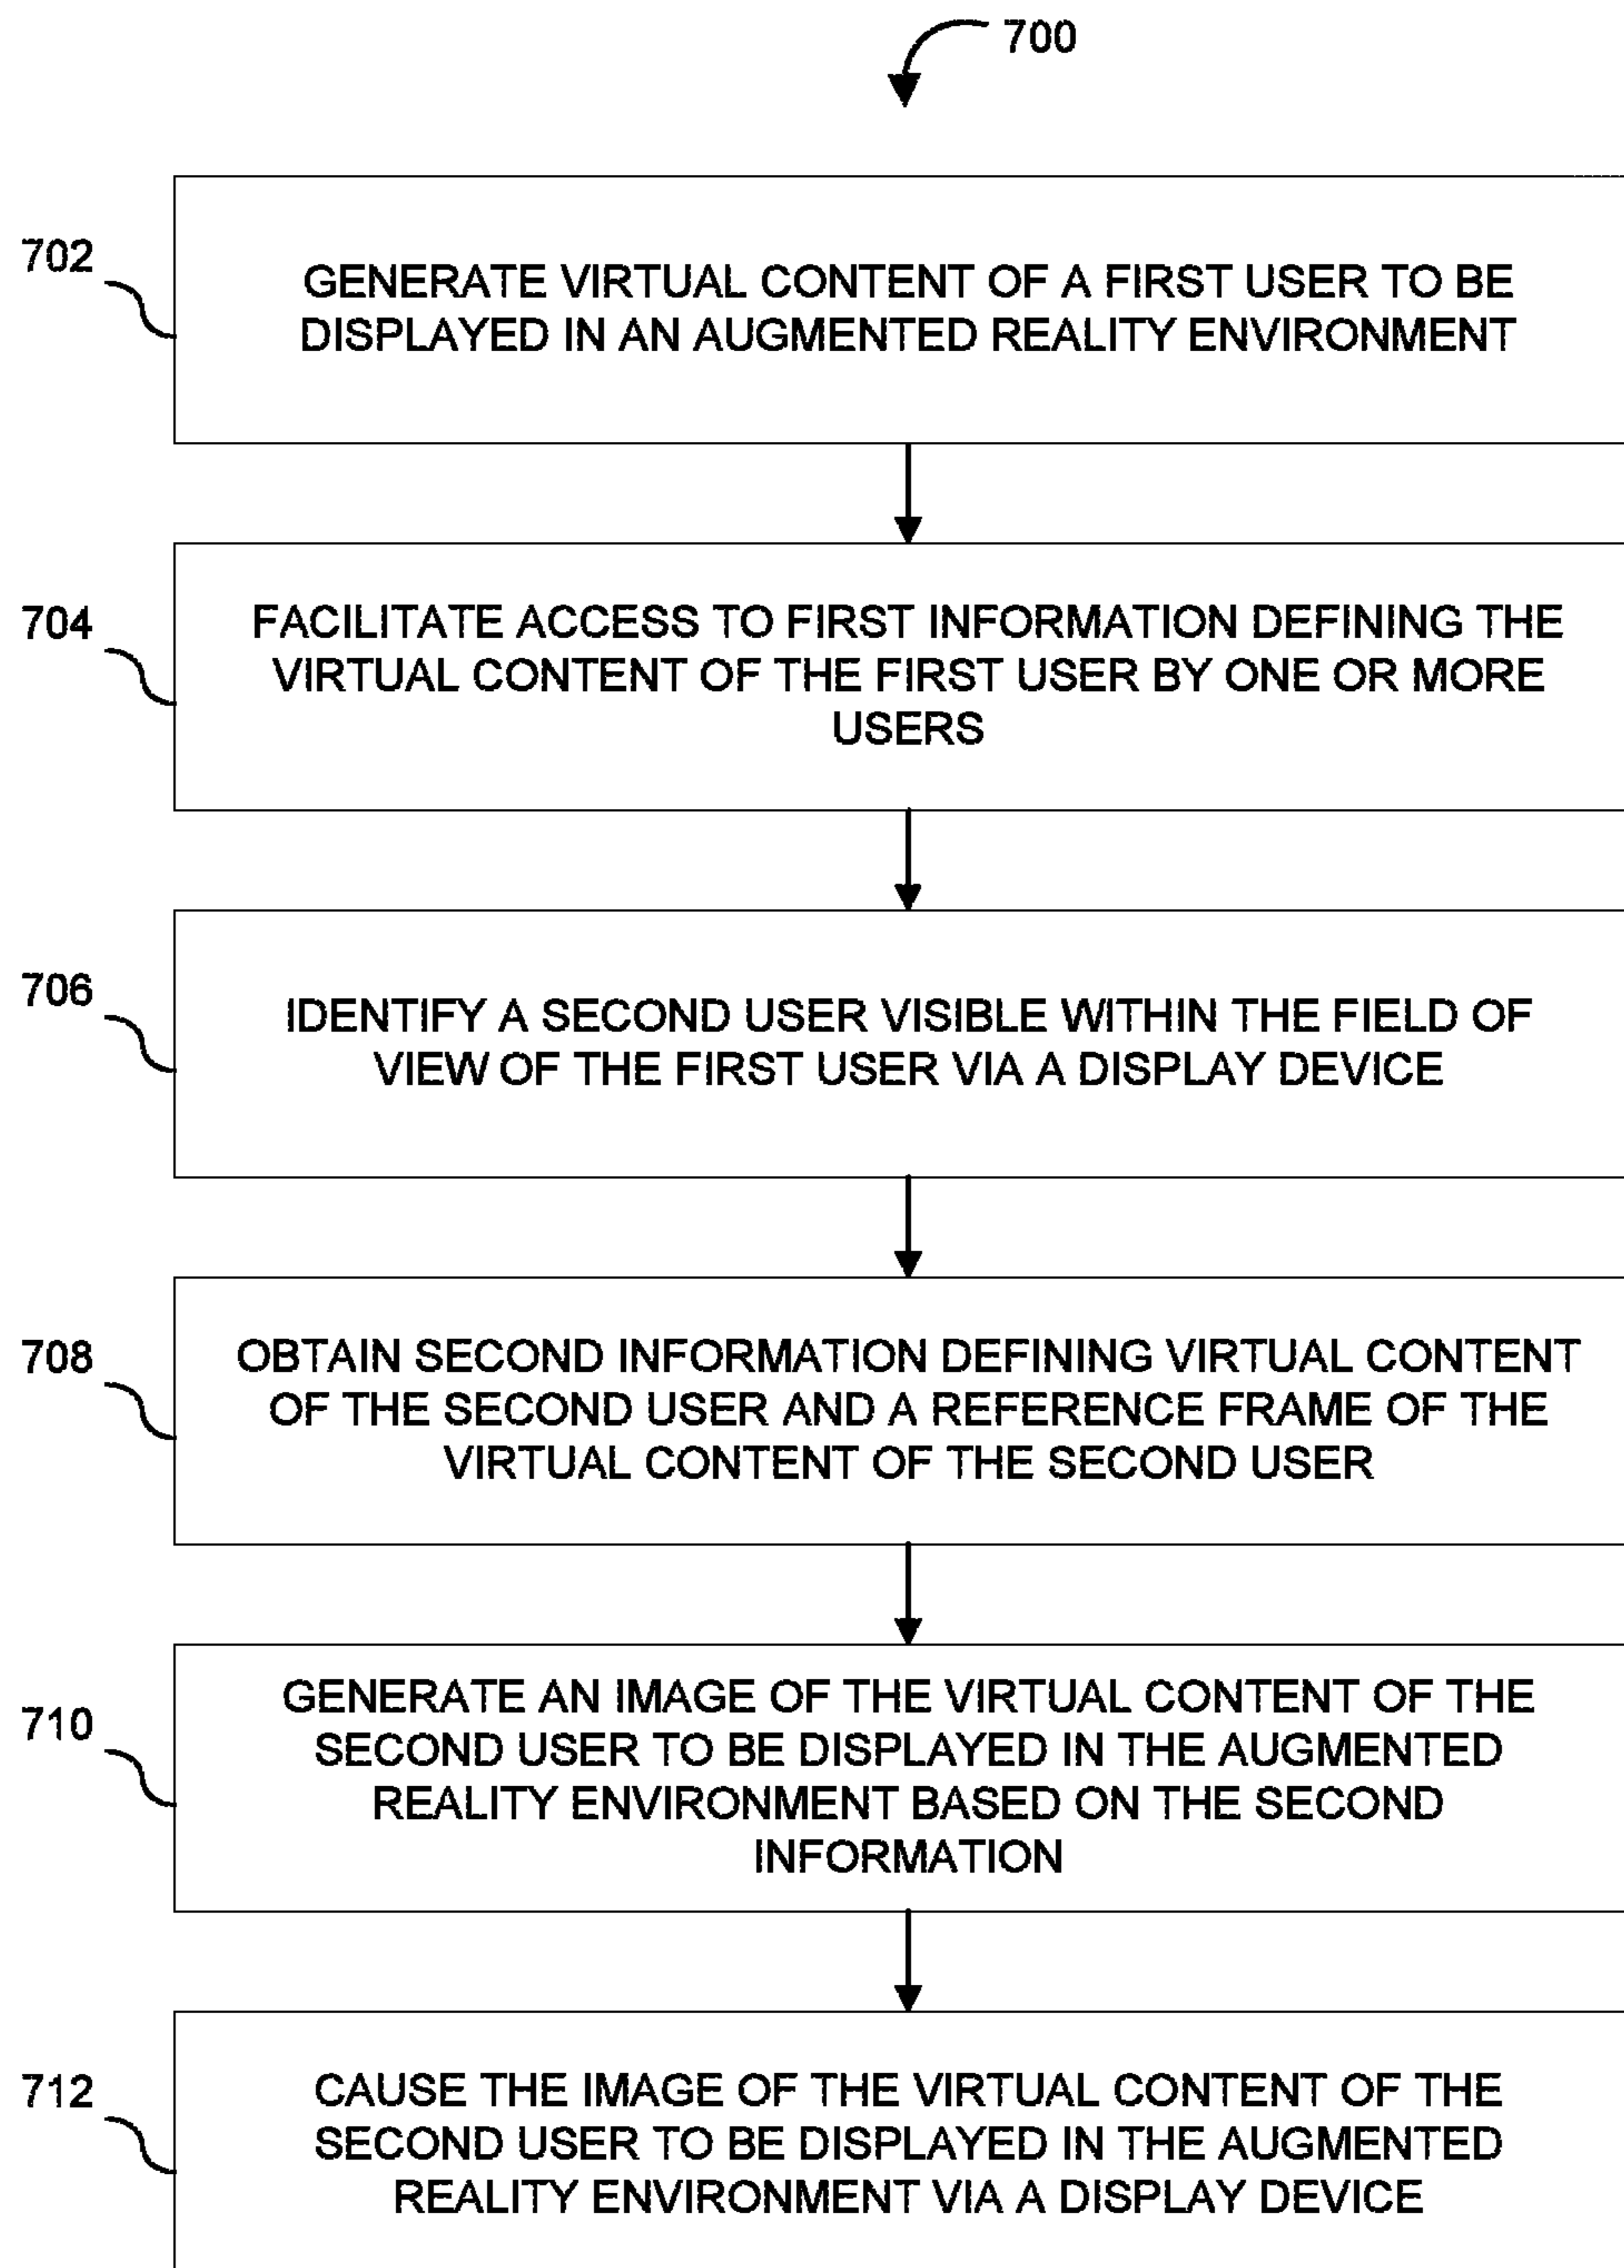 700
702
GENERATE VIRTUAL CONTENT OF A FIRST USER TO BE
DISPLAYED IN AN AUGMENTED REALITY ENVIRONMENT
704
FACILITATE ACCESS TO FIRST INFORMATION DEFINING THE
VIRTUAL CONTENT OF THE FIRST USER BY ONE OR MORE
USERS
706
IDENTIFY A SECOND USER VISIBLE WITHIN THE FIELD OF
VIEW OF THE FIRST USER VIA A DISPLAY DEVICE
708
OBTAIN SECOND INFORMATION DEFINING VIRTUAL CONTENT
OF THE SECOND USER AND A REFERENCE FRAME OF THE
VIRTUAL CONTENT OF THE SECOND USER
710
GENERATE AN IMAGE OF THE VIRTUAL CONTENT OF THE
SECOND USER TO BE DISPLAYED IN THE AUGMENTED
REALITY ENVIRONMENT BASED ON THE SECOND
INFORMATION
712
CAUSE THE IMAGE OF THE VIRTUAL CONTENT OF THE
SECOND USER TO BE DISPLAYED IN THE AUGMENTED
REALITY ENVIRONMENT VIA A DISPLAY DEVICE